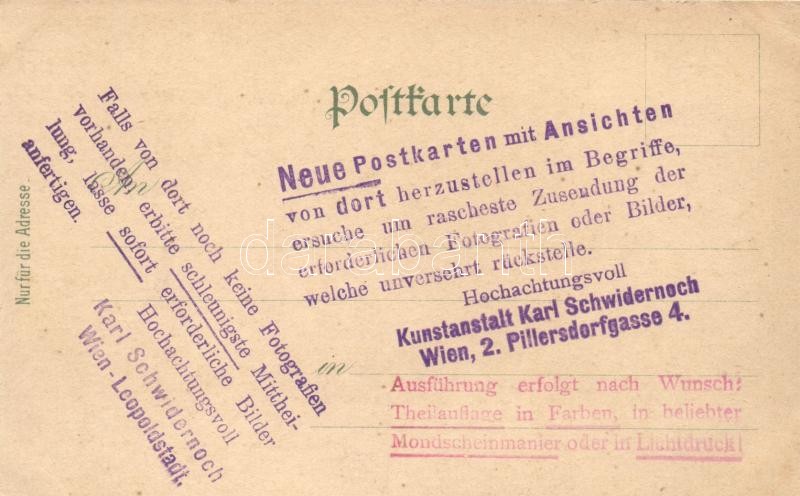 Postkarte
Nur für die Adresse
An
in
Neue Postkarten mit Ansichten
von dort herzustellen im Begriffe,
ersuche um rascheste Zusendung der
erforderlichen Fotografien oder Bilder,
welche unversehrt rückstelle.
Hochachtungsvoll
Kunstanstalt Karl Schwidernoch
Wien, 2. Pillersdorfgasse 4.
Falls von dort noch keine Fotografien
vorhanden, erbitte schleunigste Mitthei-
lung, lasse sofort erforderliche Bilder
anfertigen.
Hochachtungsvoll
Karl Schwidernoch
Wien-Leopoldstadt.
Ausführung erfolgt nach Wunsch:
Theilauflage in Farben, in beliebter
Mondscheinmanier oder in Lichtdruck!
darabanth